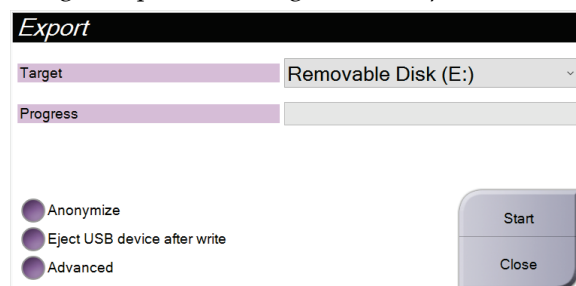 Export
Target
Removable Disk (E:)
Progress
Anonymize
Eject USB device after write
Advanced
Start
Close